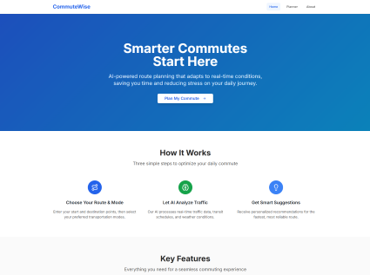 CommuteWise
Home Planner About
Smarter Commutes
Start Here
AI-powered route planning that adapts to real-time conditions,
saving you time and reducing stress on your daily journey.
Plan My Commute
How It Works
Three simple steps to optimize your daily commute
Choose Your Route & Mode Let AI Analyze Traffic Get Smart Suggestions
Enter your start and destination points, then select Our AI processes real-time traffic data, transit Receive personalized recommendations for the
your preferred transportation modes. schedules, and weather conditions. fastest, most reliable route.
Key Features
Everything you need for a seamless commuting experience